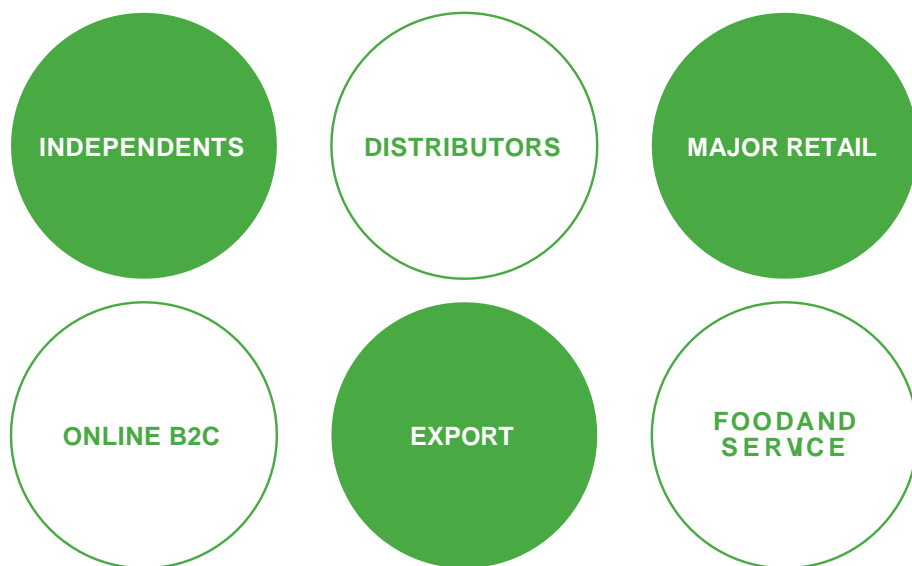 INDEPENDENTS
DISTRIBUTORS
MAJOR RETAIL
ONLINE B2C
EXPORT
FOODAND
SERVICE